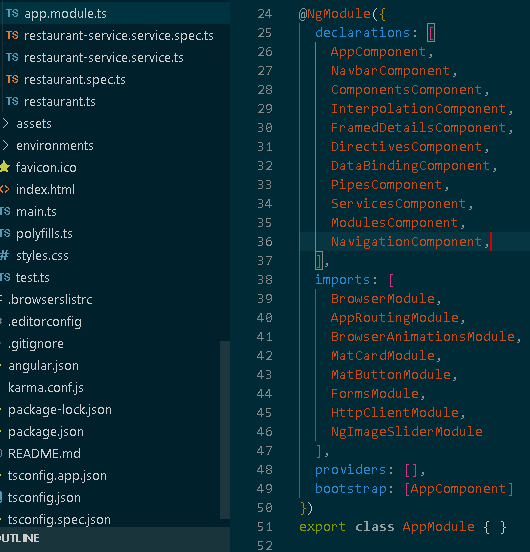 TS app.module.ts
TS restaurant-service.service.spec.ts
TS restaurant-service.service.ts
TS restaurant.spec.ts
TS restaurant.ts
assets
environments
favicon.ico
<> index.html
TS main.ts
TS polyfills.ts
# styles.css
TS test.ts
.browserslistrc
.editorconfig
.gitignore
angular.json
karma.conf.js
package-lock.json
package.json
README.md
tsconfig.app.json
tsconfig.json
tsconfig.spec.json
OUTLINE
24 @NgModule({
25 declarations: [
26 AppComponent,
27 NavbarComponent,
28 ComponentsComponent,
29 InterpolationComponent,
30 FramedDetailsComponent,
31 DirectivesComponent,
32 DataBindingComponent,
33 PipesComponent,
34 ServicesComponent,
35 ModulesComponent,
36 NavigationComponent,
37 ],
38 imports: [
39 BrowserModule,
40 AppRoutingModule,
41 BrowserAnimationsModule,
42 MatCardModule,
43 MatButtonModule,
44 FormsModule,
45 HttpClientModule,
46 NgImageSliderModule
47 ],
48 providers: [],
49 bootstrap: [AppComponent]
50 })
51 export class AppModule { }
52